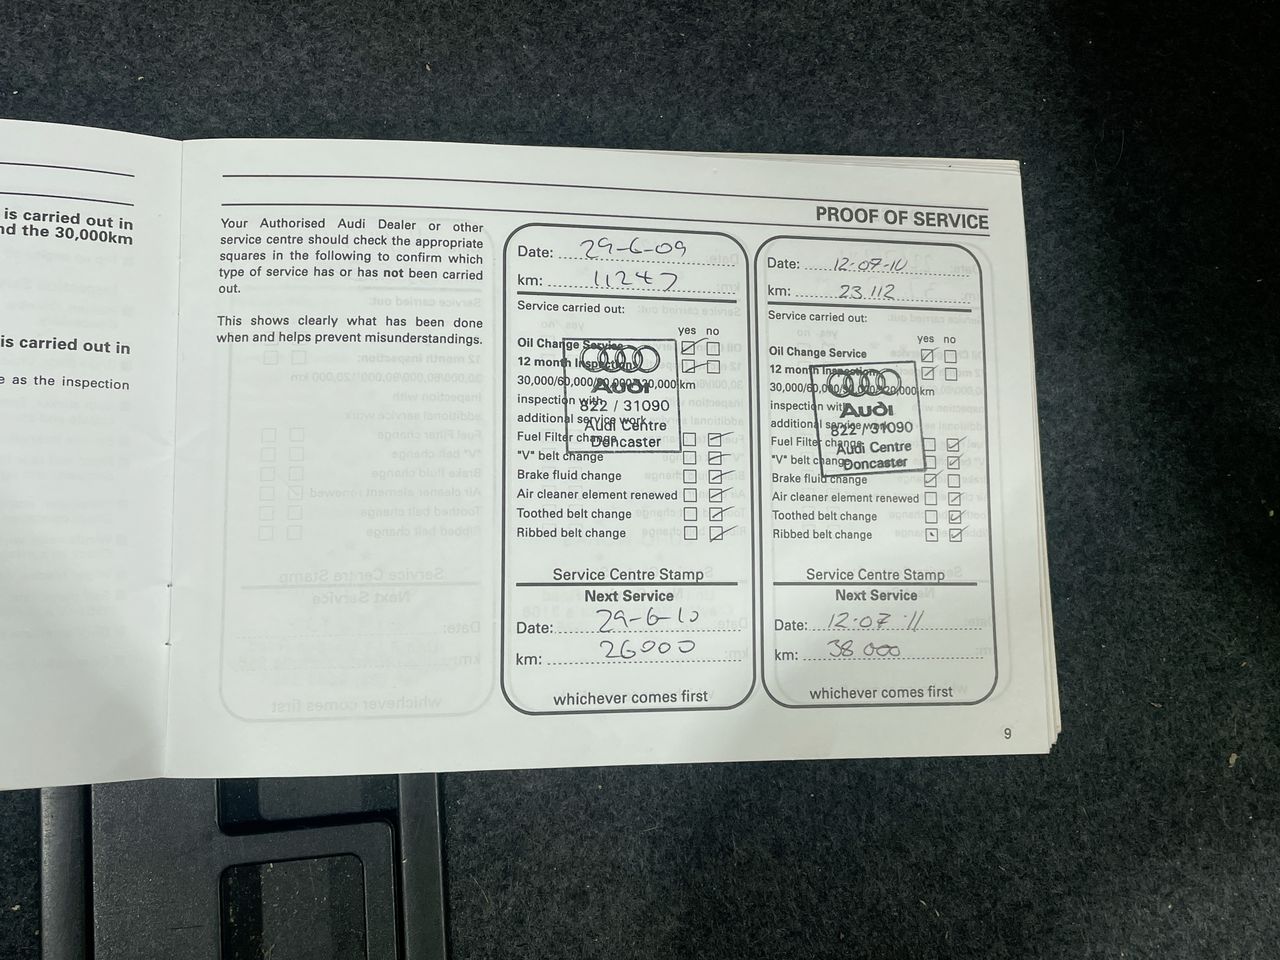 is carried out in
nd the 30,000km
is carried out in
e as the inspection
PROOF OF SERVICE
Your Authorised Audi Dealer or other
service centre should check the appropriate
squares in the following to confirm which
type of service has or has not been carried
out.
This shows clearly what has been done
when and helps prevent misunderstandings.
Date: 29-6-09
km: 11247
Service carried out:
yes no
Oil Change Service
12 month Inspection
30,000/60,000/90,000/120,000 km
inspection with
additional service work
Fuel Filter change
"V" belt change
Brake fluid change
Air cleaner element renewed
Toothed belt change
Ribbed belt change
Audi
822 / 31090
Audi Centre
Doncaster
Service Centre Stamp
Next Service
Date: 29-6-10
km: 26000
whichever comes first
Date: 12-07-10
km: 23.112
Service carried out:
yes no
Oil Change Service
12 month Inspection
30,000/60,000/90,000/120,000 km
inspection with
additional service work
Fuel Filter change
"V" belt change
Brake fluid change
Air cleaner element renewed
Toothed belt change
Ribbed belt change
Audi
822 / 31090
Audi Centre
Doncaster
Service Centre Stamp
Next Service
Date: 12-07-11
km: 38 000
whichever comes first
9